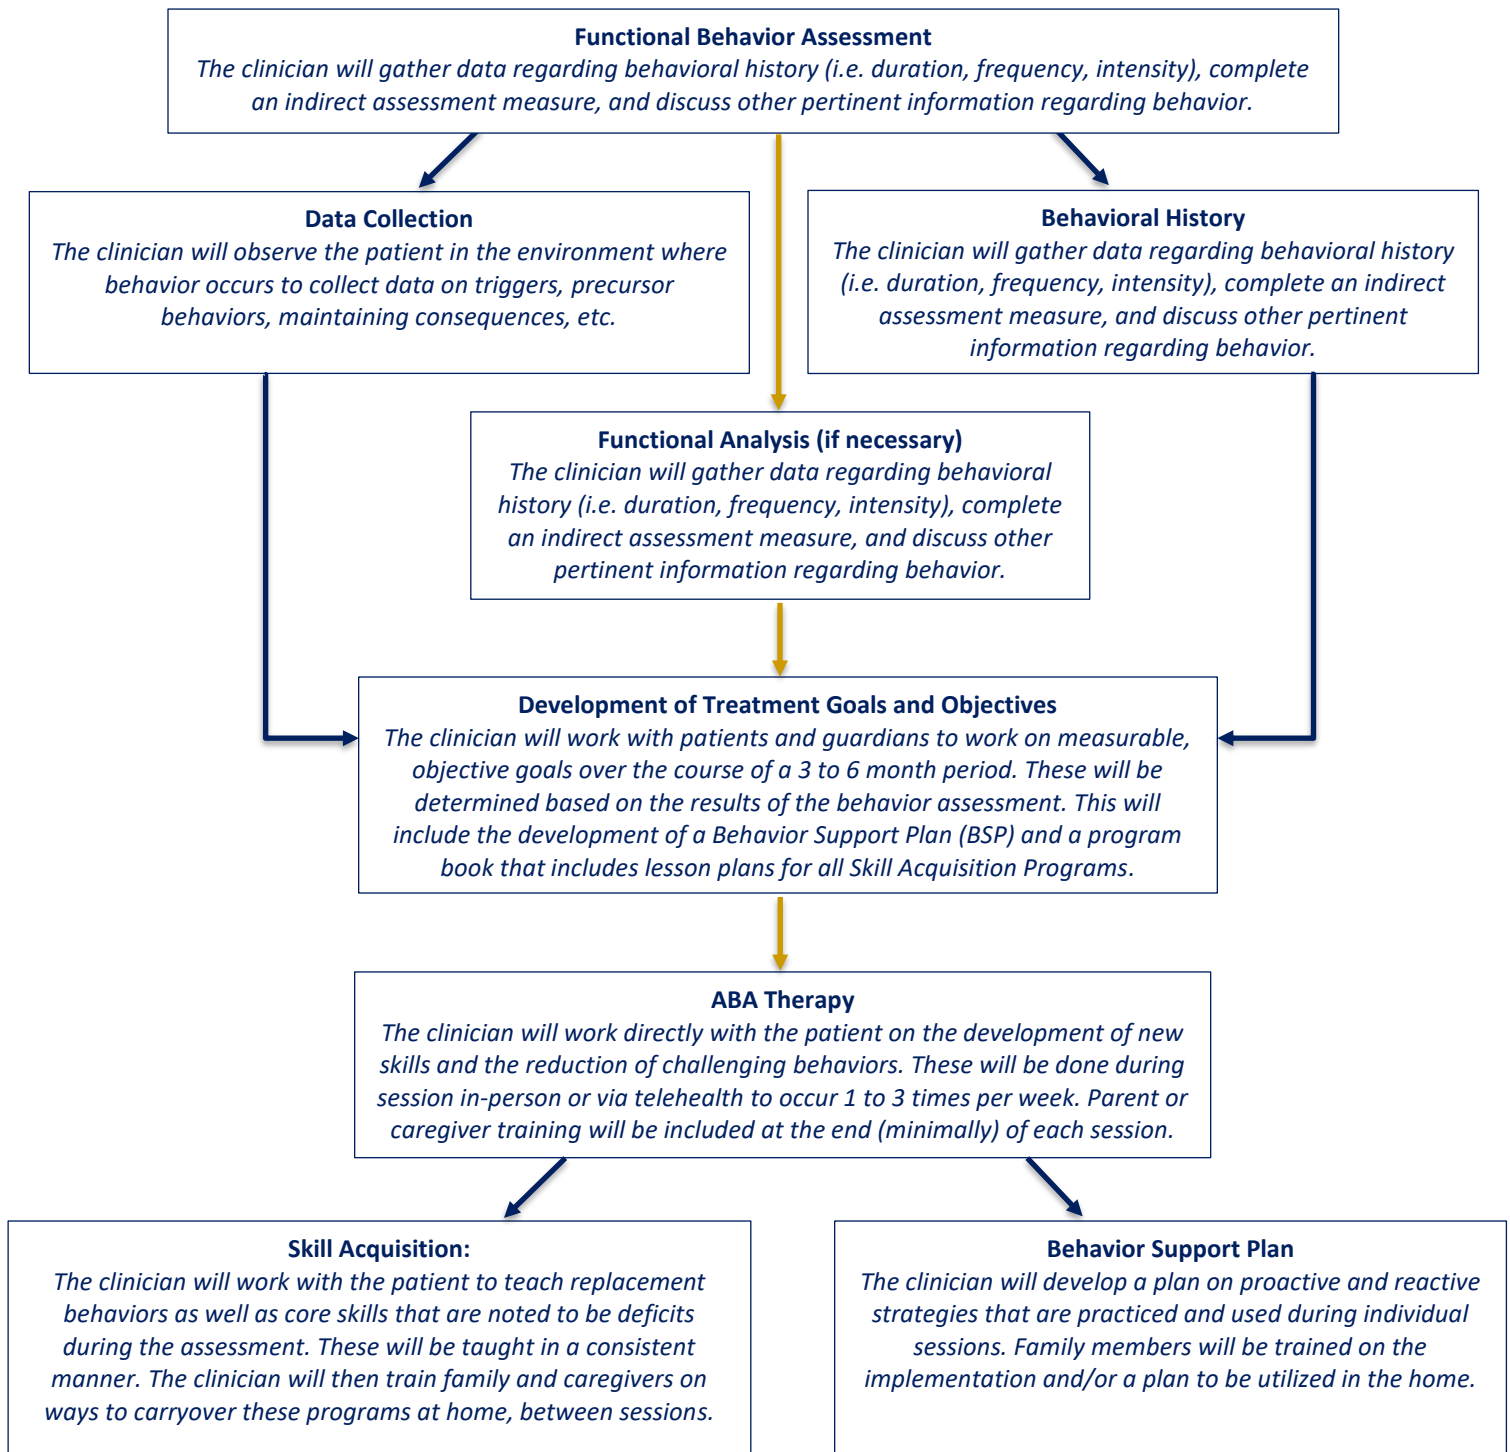 Functional Behavior Assessment
The clinician will gather data regarding behavioral history (i.e. duration, frequency, intensity), complete
an indirect assessment measure, and discuss other pertinent information regarding behavior.
Data Collection
The clinician will observe the patient in the environment where
behavior occurs to collect data on triggers, precursor
behaviors, maintaining consequences, etc.
Behavioral History
The clinician will gather data regarding behavioral history
(i.e. duration, frequency, intensity), complete an indirect
assessment measure, and discuss other pertinent
information regarding behavior.
Functional Analysis (if necessary)
The clinician will gather data regarding behavioral
history (i.e. duration, frequency, intensity), complete
an indirect assessment measure, and discuss other
pertinent information regarding behavior.
Development of Treatment Goals and Objectives
The clinician will work with patients and guardians to work on measurable,
objective goals over the course of a 3 to 6 month period. These will be
determined based on the results of the behavior assessment. This will
include the development of a Behavior Support Plan (BSP) and a program
book that includes lesson plans for all Skill Acquisition Programs.
ABA Therapy
The clinician will work directly with the patient on the development of new
skills and the reduction of challenging behaviors. These will be done during
session in-person or via telehealth to occur 1 to 3 times per week. Parent or
caregiver training will be included at the end (minimally) of each session.
Skill Acquisition:
The clinician will work with the patient to teach replacement
behaviors as well as core skills that are noted to be deficits
during the assessment. These will be taught in a consistent
manner. The clinician will then train family and caregivers on
ways to carryover these programs at home, between sessions.
Behavior Support Plan
The clinician will develop a plan on proactive and reactive
strategies that are practiced and used during individual
sessions. Family members will be trained on the
implementation and/or a plan to be utilized in the home.